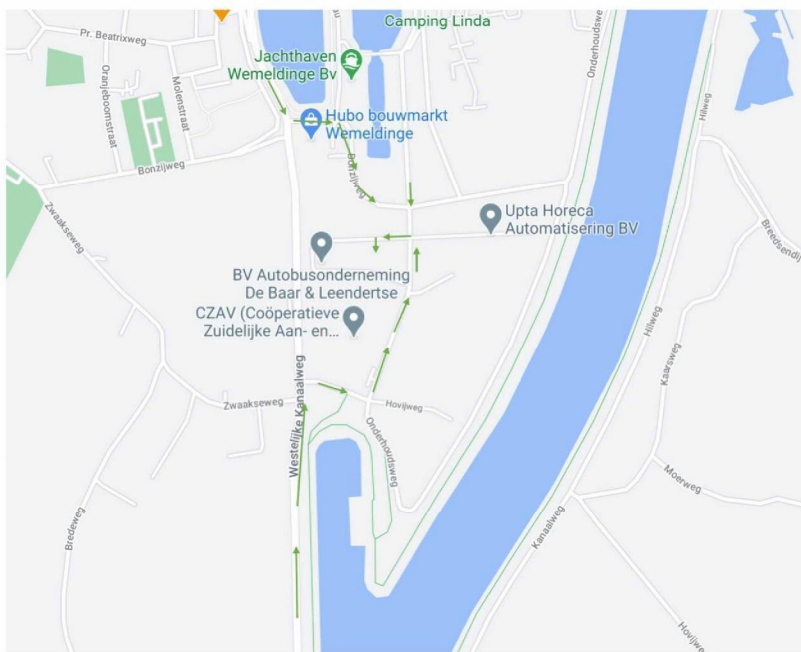 Camping Linda
Pr. Beatrixweg
Jachthaven
Wemeldinge Bv
Onderhoudsweg
Oranjeboomstraat
Molenstraat
Hubo bouwmarkt
Wemeldinge
Hilweg
Bonzijweg
Bonzijweg
Zwaakseweg
Upta Horeca
Automatisering BV
BV Autobusonderneming
De Baar & Leendertse
CZAV (Coöperatieve
Zuidelijke Aan- en...
Hilweg
Kaarsweg
Westelijke Kanaalweg
Zwaakseweg
Hovijweg
Onderhoudsweg
Moerweg
Bredeweg
Kanaalweg